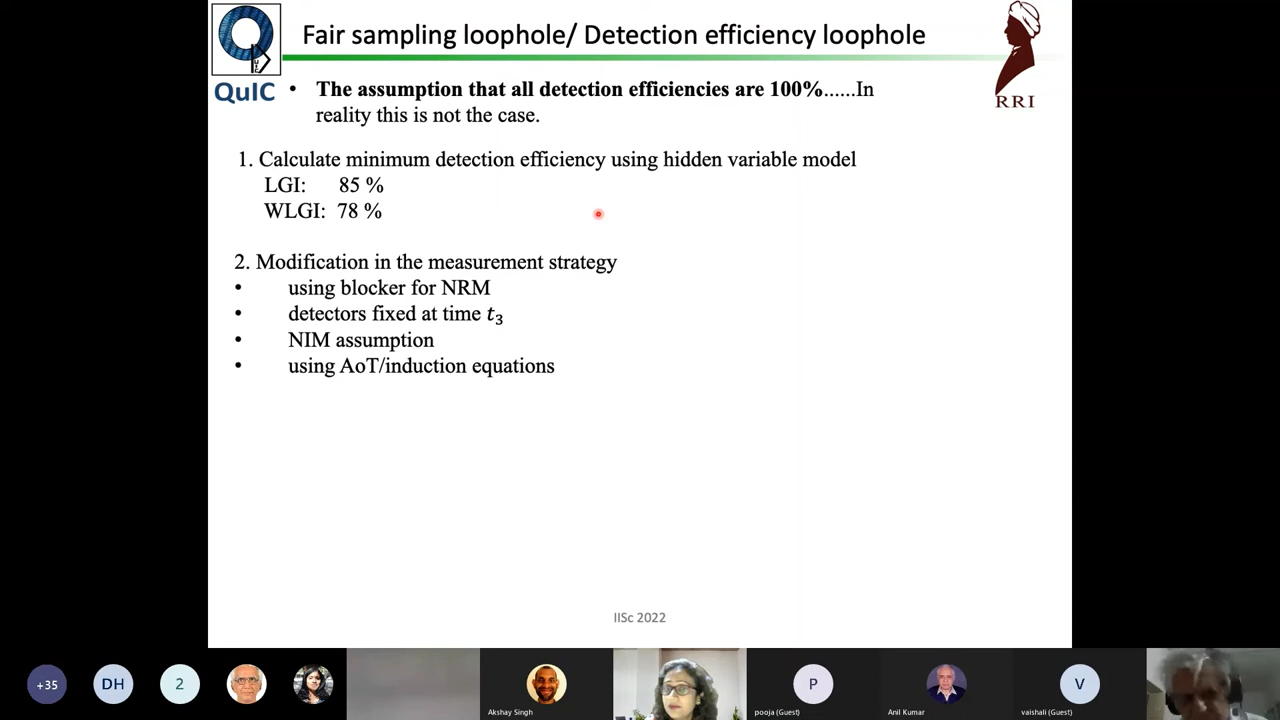 Fair sampling loophole/ Detection efficiency loophole
QuIC
RRI
• The assumption that all detection efficiencies are 100%......In
reality this is not the case.
1. Calculate minimum detection efficiency using hidden variable model
LGI: 85 %
WLGI: 78 %
2. Modification in the measurement strategy
• using blocker for NRM
• detectors fixed at time 𝑡₃
• NIM assumption
• using AoT/induction equations
IISc 2022
+35
DH
2
Akshay Singh
P
pooja (Guest)
Anil Kumar
V
vaishali (Guest)